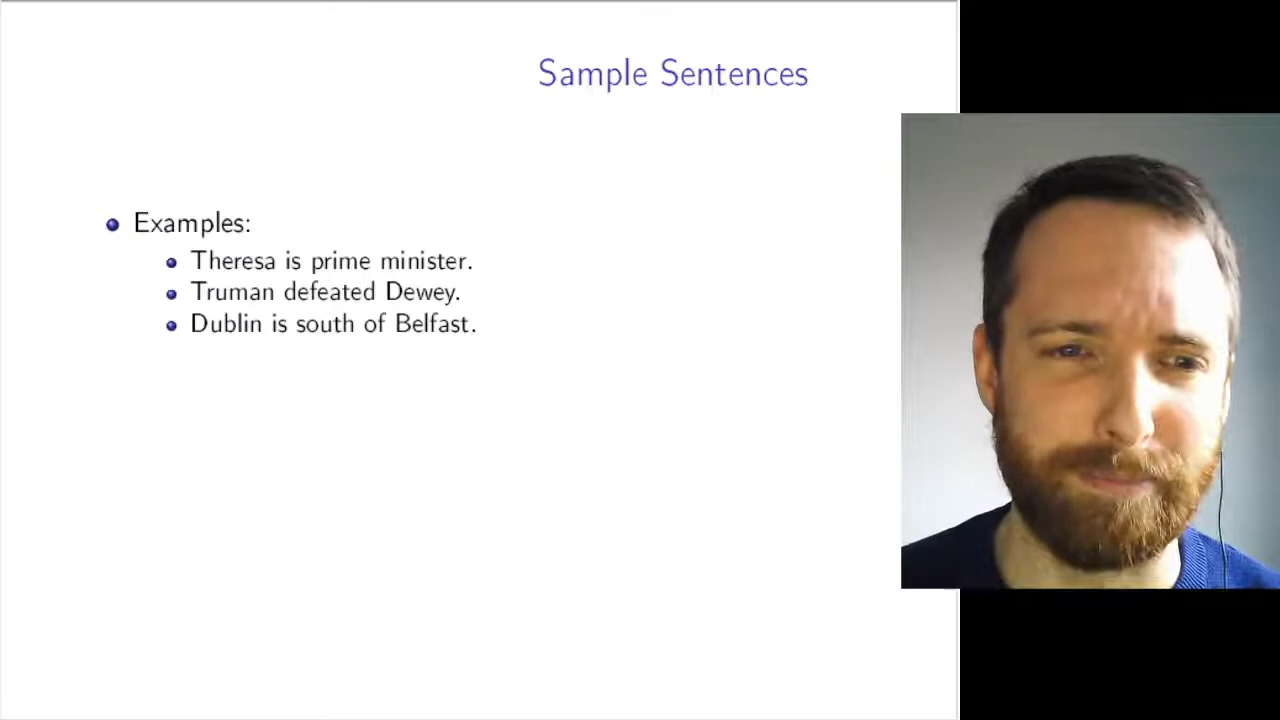 Sample Sentences
Examples:
Theresa is prime minister.
Truman defeated Dewey.
Dublin is south of Belfast.